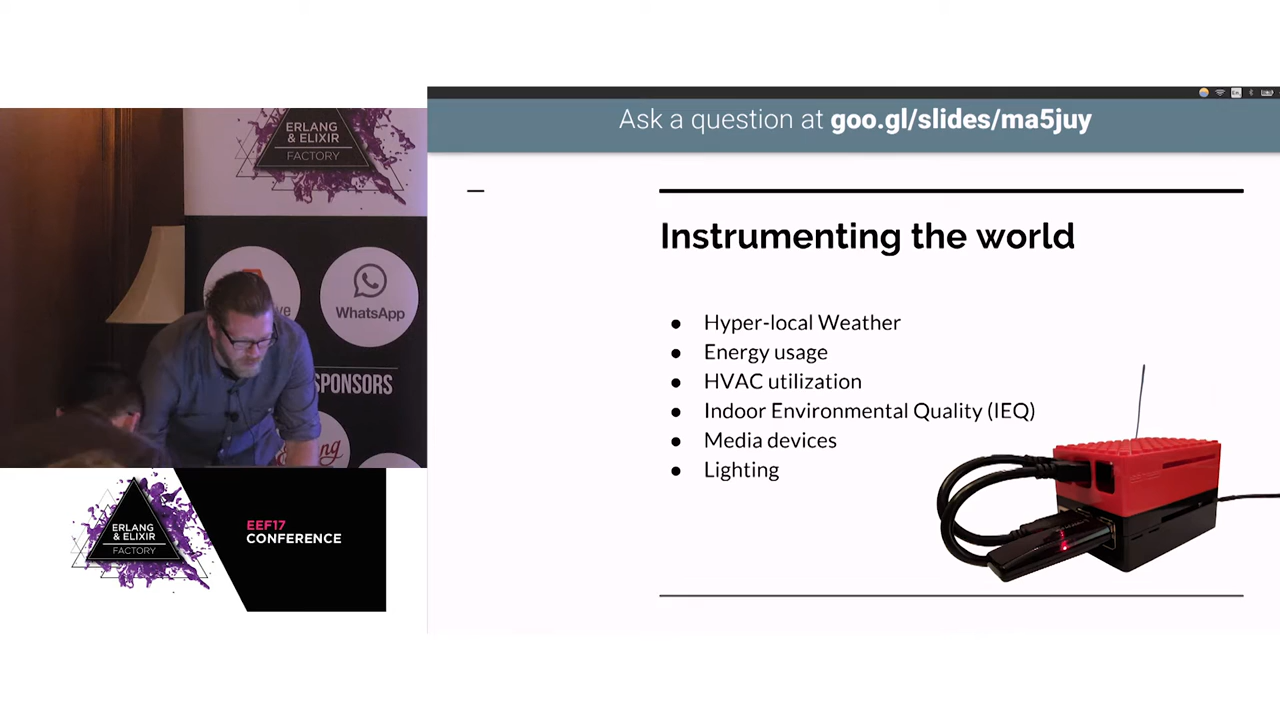 Ask a question at goo.gl/slides/ma5juy
Instrumenting the world
● Hyper-local Weather
● Energy usage
● HVAC utilization
● Indoor Environmental Quality (IEQ)
● Media devices
● Lighting
ERLANG
& ELIXIR
FACTORY
WhatsApp
SPONSORS
ERLANG
& ELIXIR
FACTORY
EEF17
CONFERENCE